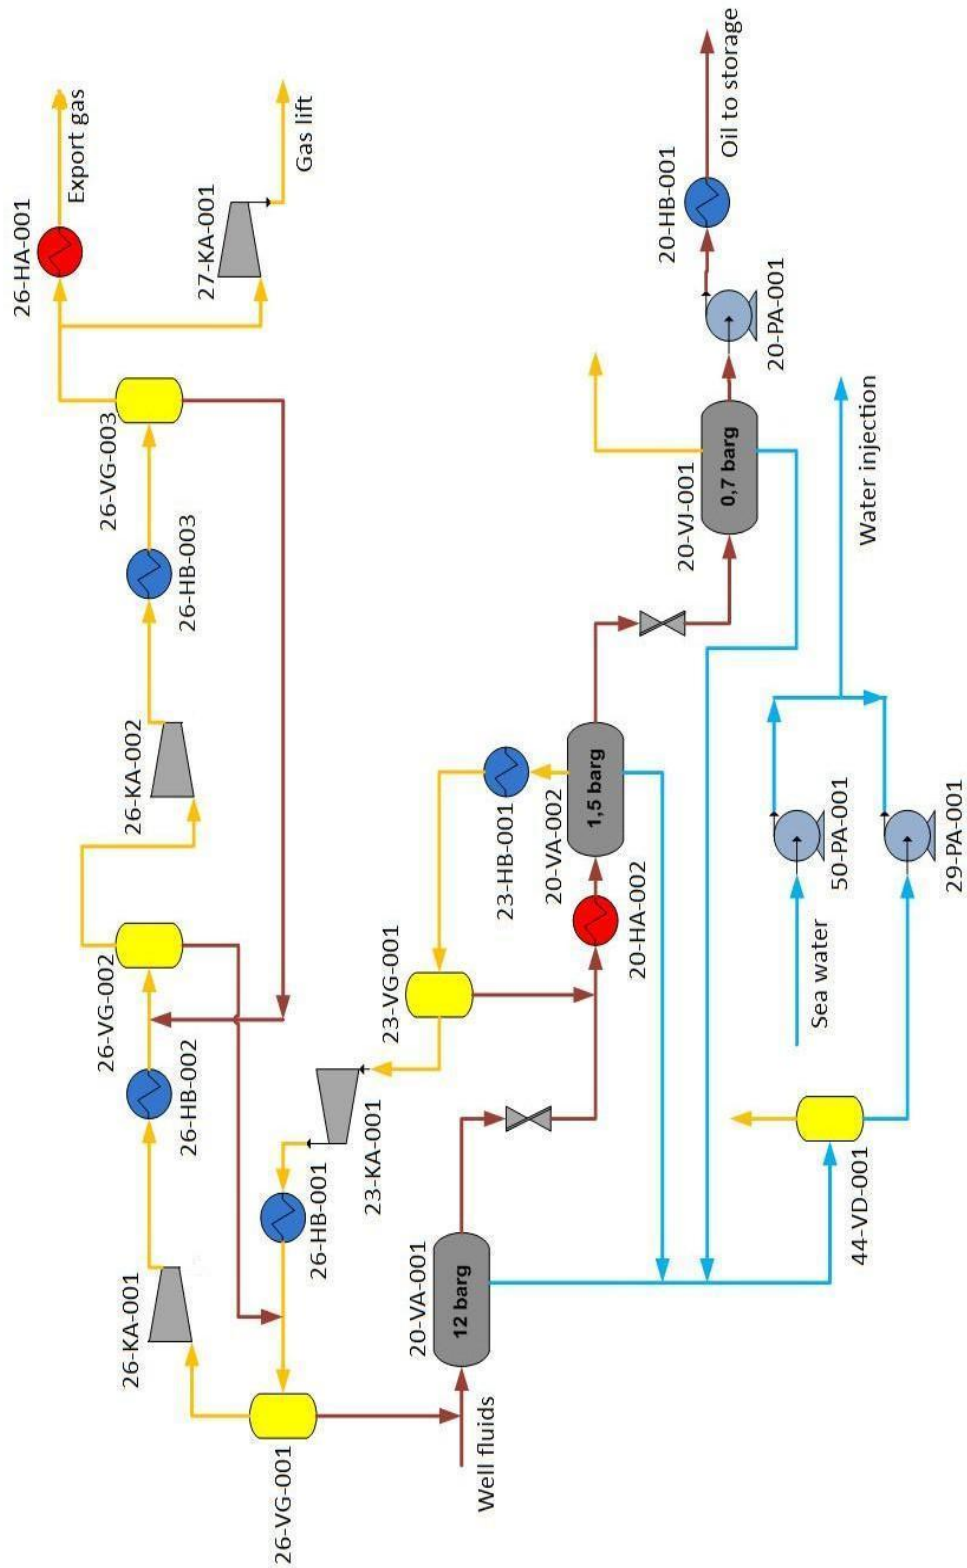 26-HA-001
Export gas
27-KA-001
Gas lift
26-VG-003
26-HB-003
26-KA-002
26-VG-002
26-HB-002
26-KA-001
26-HB-001
26-VG-001
23-KA-001
23-VG-001
23-HB-001
20-VA-002
1,5 barg
20-HA-002
20-VA-001
12 barg
Well fluids
20-VJ-001
0,7 barg
20-PA-001
20-HB-001
Oil to storage
Water injection
50-PA-001
29-PA-001
Sea water
44-VD-001